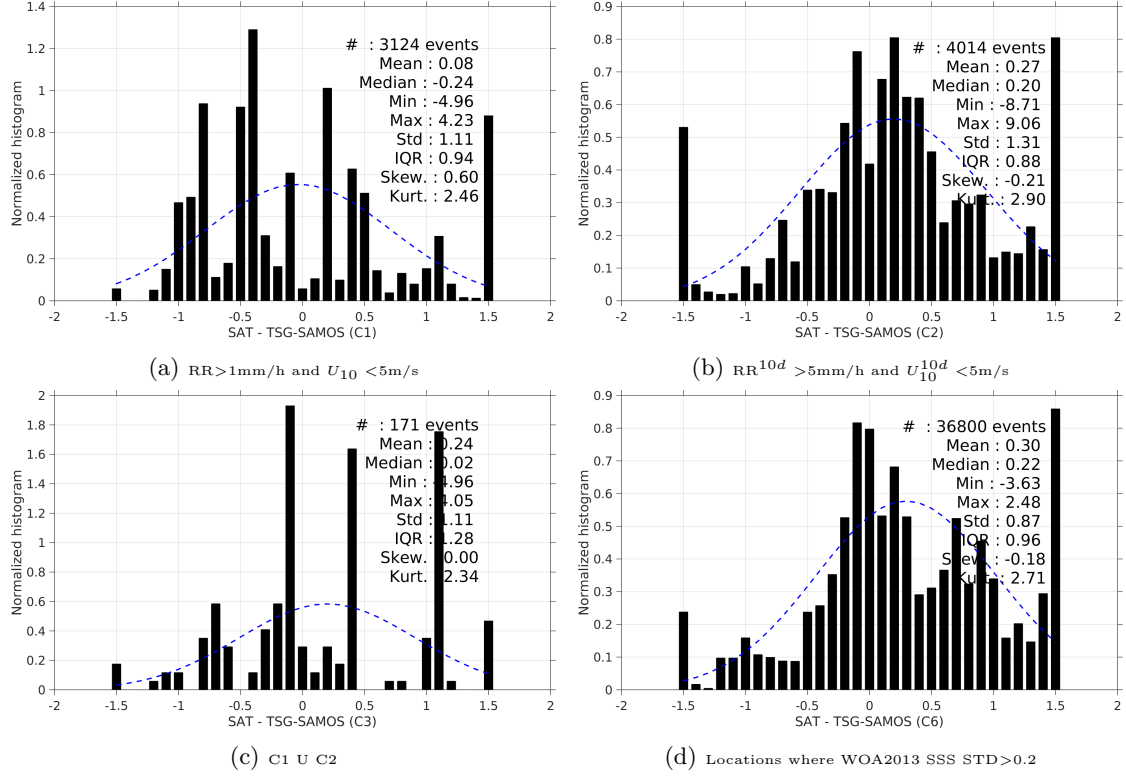 1.4
1.2
1
0.8
0.6
0.4
0.2
0
Normalized histogram
# : 3124 events
Mean : 0.08
Median : -0.24
Min : -4.96
Max : 4.23
Std : 1.11
IQR : 0.94
Skew. : 0.60
Kurt. : 2.46
-2 -1.5 -1 -0.5 0 0.5 1 1.5 2
SAT - TSG-SAMOS (C1)
(a) RR>1mm/h and U10 <5m/s
0.9
0.8
0.7
0.6
0.5
0.4
0.3
0.2
0.1
0
Normalized histogram
# : 4014 events
Mean : 0.27
Median : 0.20
Min : -8.71
Max : 9.06
Std : 1.31
IQR : 0.88
Skew. : -0.21
Kurt. : 2.90
-2 -1.5 -1 -0.5 0 0.5 1 1.5 2
SAT - TSG-SAMOS (C2)
(b) RR^10d >5mm/h and U10^10d <5m/s
2
1.8
1.6
1.4
1.2
1
0.8
0.6
0.4
0.2
0
Normalized histogram
# : 171 events
Mean : 0.24
Median : 0.02
Min : -4.96
Max : 4.05
Std : 1.11
IQR : 1.28
Skew. 0.00
Kurt. 2.34
-2 -1.5 -1 -0.5 0 0.5 1 1.5 2
SAT - TSG-SAMOS (C3)
(c) C1 U C2
0.9
0.8
0.7
0.6
0.5
0.4
0.3
0.2
0.1
0
Normalized histogram
# : 36800 events
Mean : 0.30
Median : 0.22
Min : -3.63
Max : 2.48
Std : 0.87
IQR : 0.96
Skew. : -0.18
Kurt. : 2.71
-2 -1.5 -1 -0.5 0 0.5 1 1.5 2
SAT - TSG-SAMOS (C6)
(d) Locations where WOA2013 SSS STD>0.2